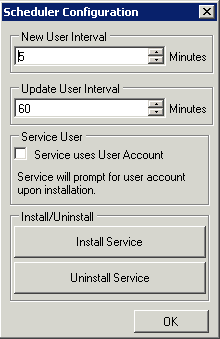 Scheduler Configuration
New User Interval
5 Minutes
Update User Interval
60 Minutes
Service User
Service uses User Account
Service will prompt for user account
upon installation.
Install/Uninstall
Install Service
Uninstall Service
OK